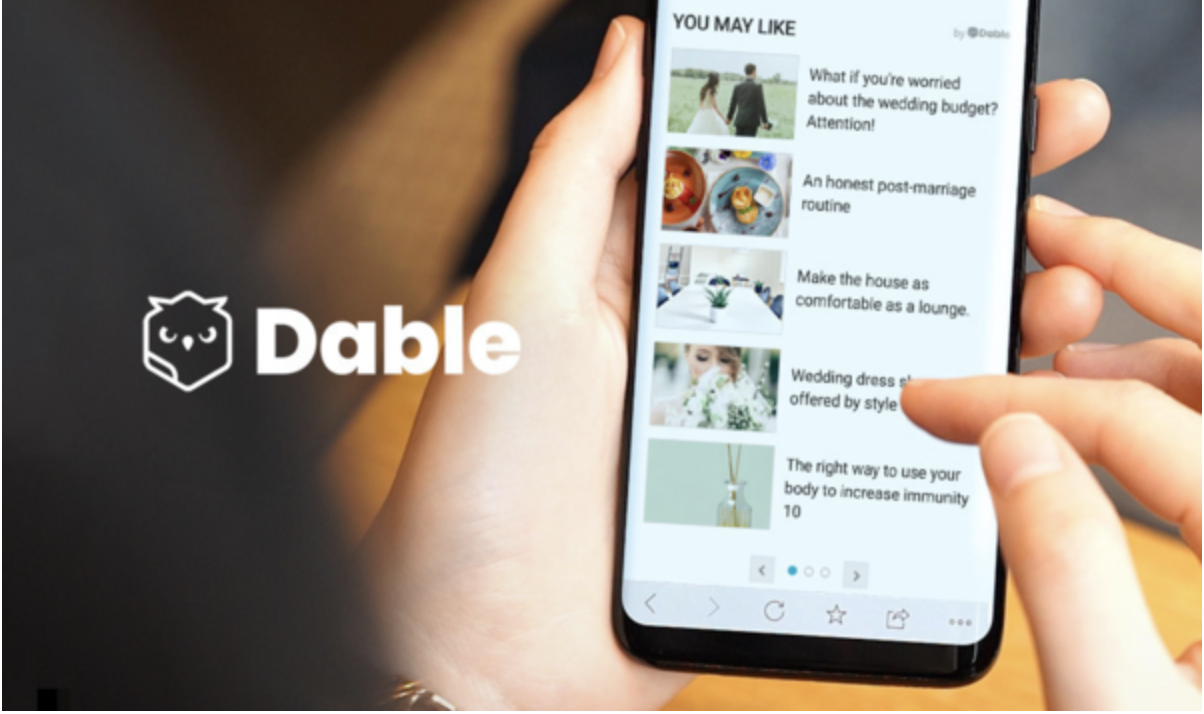 YOU MAY LIKE
by Dable
What if you're worried
about the wedding budget?
Attention!
An honest post-marriage
routine
Make the house as
comfortable as a lounge.
Dable
Wedding dress
offered by style
The right way to use your
body to increase immunity
10